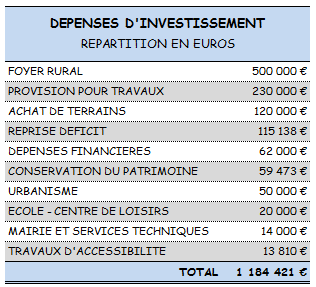 DEPENSES D'INVESTISSEMENT
REPARTITION EN EUROS
FOYER RURAL 500 000 €
PROVISION POUR TRAVAUX 230 000 €
ACHAT DE TERRAINS 120 000 €
REPRISE DEFICIT 115 138 €
DEPENSES FINANCIERES 62 000 €
CONSERVATION DU PATRIMOINE 59 473 €
URBANISME 50 000 €
ECOLE - CENTRE DE LOISIRS 20 000 €
MAIRIE ET SERVICES TECHNIQUES 14 000 €
TRAVAUX D'ACCESSIBILITE 13 810 €
TOTAL 1 184 421 €